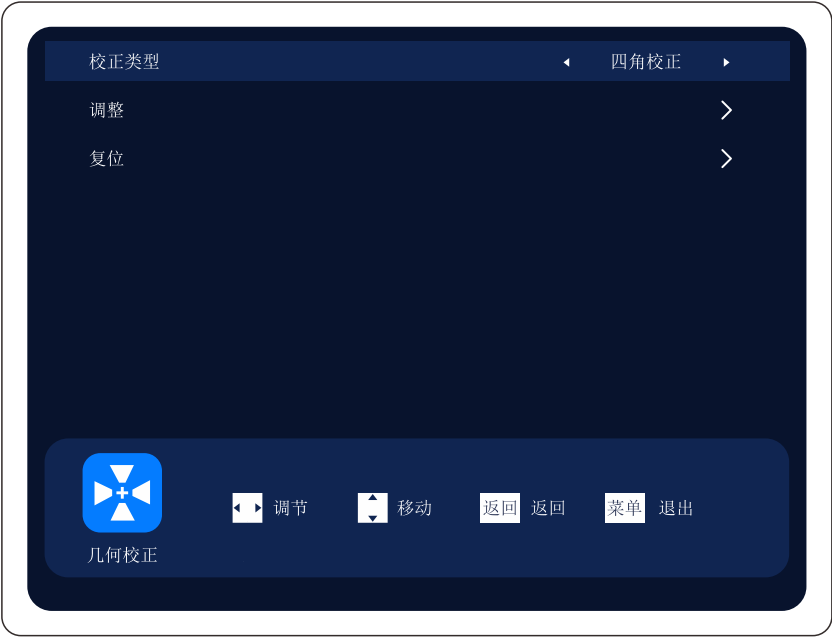 校正类型 四角校正
调整
复位
调节 移动 返回 返回 菜单 退出
几何校正